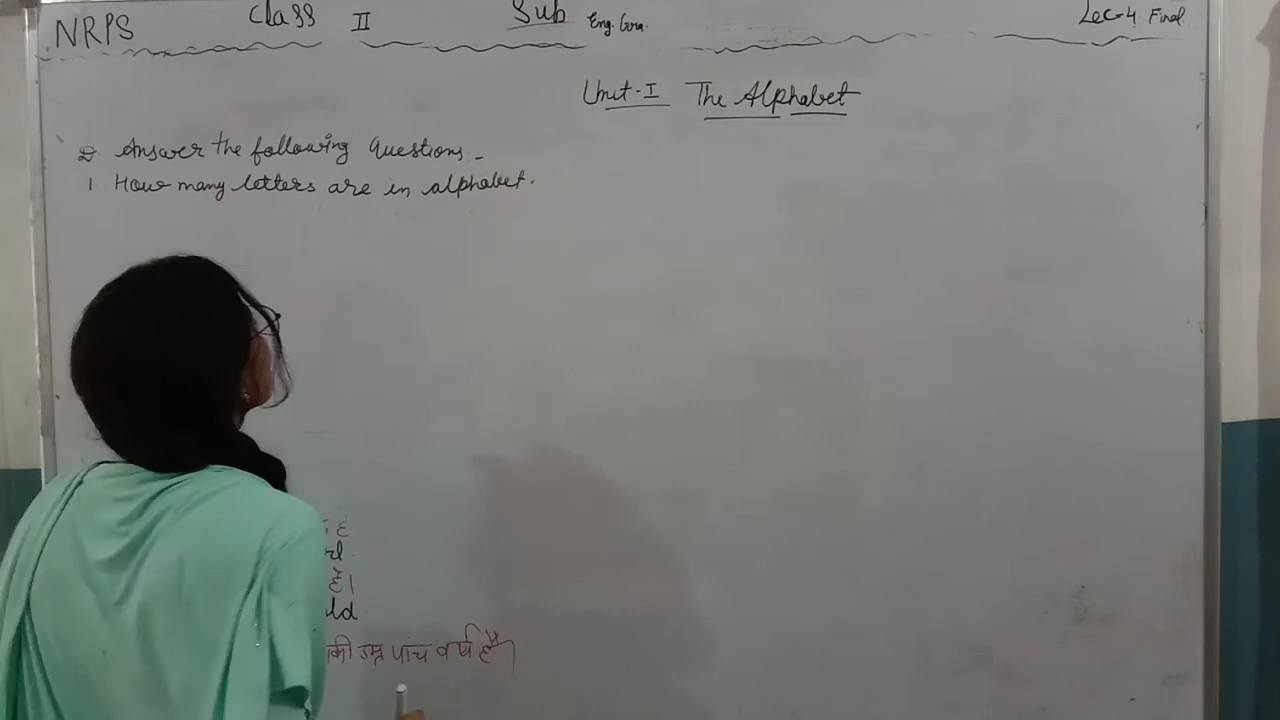 NRPS Class II Sub Eng. Gra. Lec-4 Final
Unit-I The Alphabet
Answer the following Questions-
1 How many letters are in alphabet.
है।
की उम्र पांच वर्ष है।